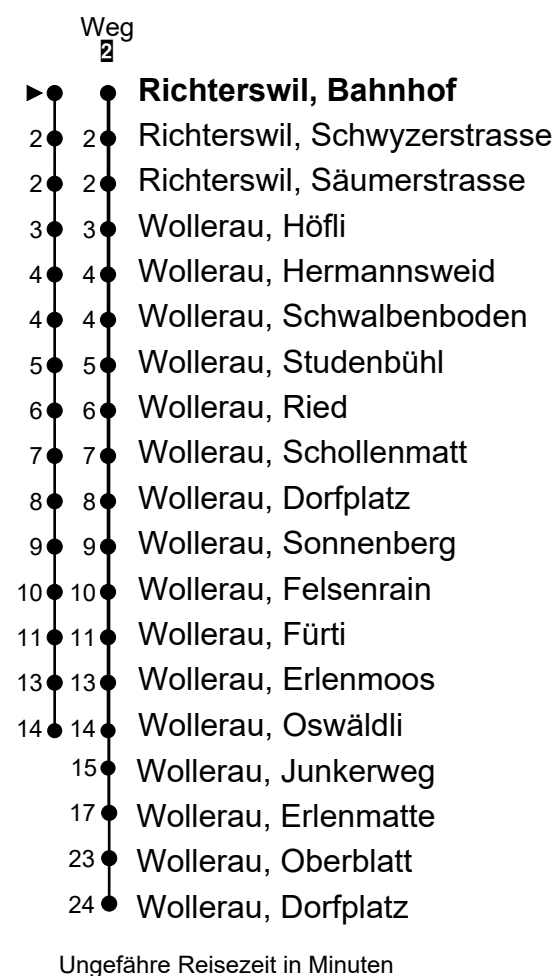 Weg
2
Richterswil, Bahnhof
2 2 Richterswil, Schwyzerstrasse
2 2 Richterswil, Säumerstrasse
3 3 Wollerau, Höfli
4 4 Wollerau, Hermannsweid
4 4 Wollerau, Schwalbenboden
5 5 Wollerau, Studenbühl
6 6 Wollerau, Ried
7 7 Wollerau, Schollenmatt
8 8 Wollerau, Dorfplatz
9 9 Wollerau, Sonnenberg
10 10 Wollerau, Felsenrain
11 11 Wollerau, Fürti
13 13 Wollerau, Erlenmoos
14 14 Wollerau, Oswäldli
15 Wollerau, Junkerweg
17 Wollerau, Erlenmatte
23 Wollerau, Oberblatt
24 Wollerau, Dorfplatz
Ungefähre Reisezeit in Minuten